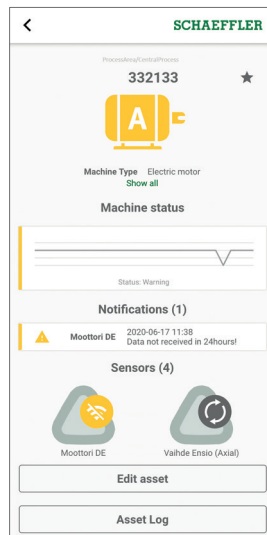 SCHAEFFLER
ProcessArea/CentralProcess
332133
A
Machine Type Electric motor
Show all
Machine status
Status: Warning
Notifications (1)
Moottori DE
2020-06-17 11:38
Data not received in 24hours!
Sensors (4)
Moottori DE
Vaihde Ensio (Axial)
Edit asset
Asset Log